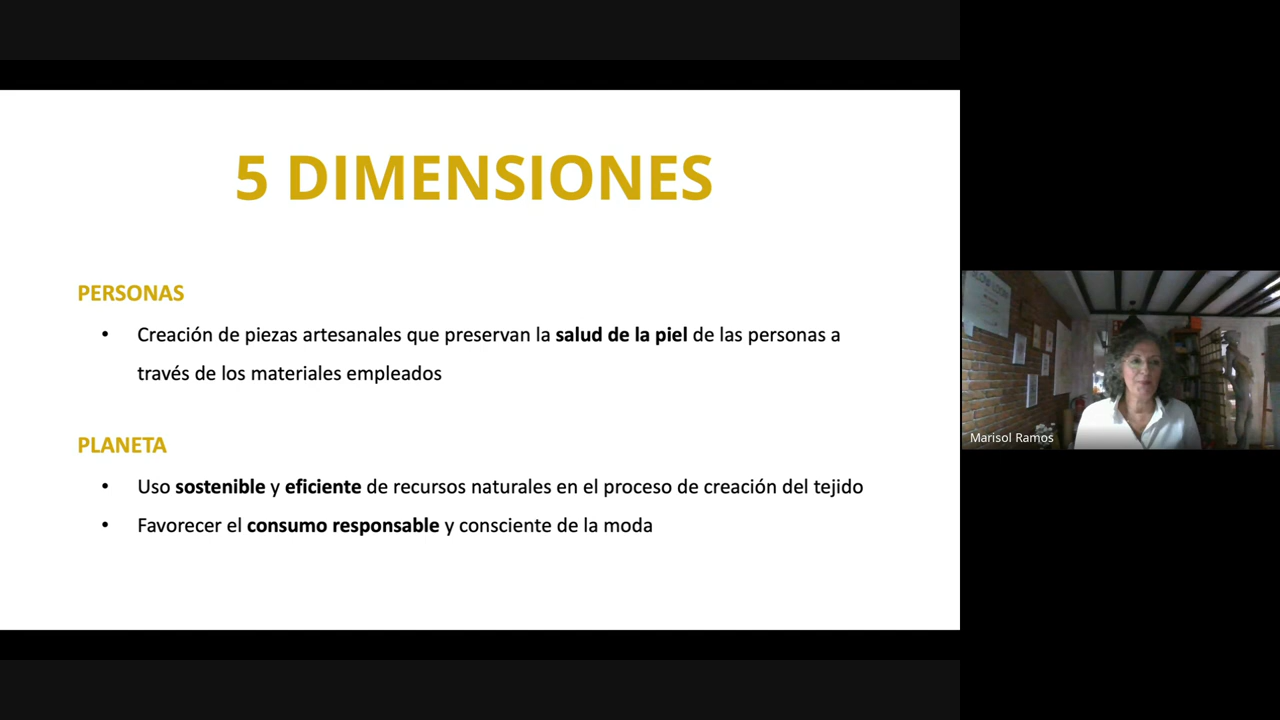 5 DIMENSIONES
PERSONAS
• Creación de piezas artesanales que preservan la salud de la piel de las personas a
través de los materiales empleados
PLANETA
• Uso sostenible y eficiente de recursos naturales en el proceso de creación del tejido
• Favorecer el consumo responsable y consciente de la moda
Marisol Ramos